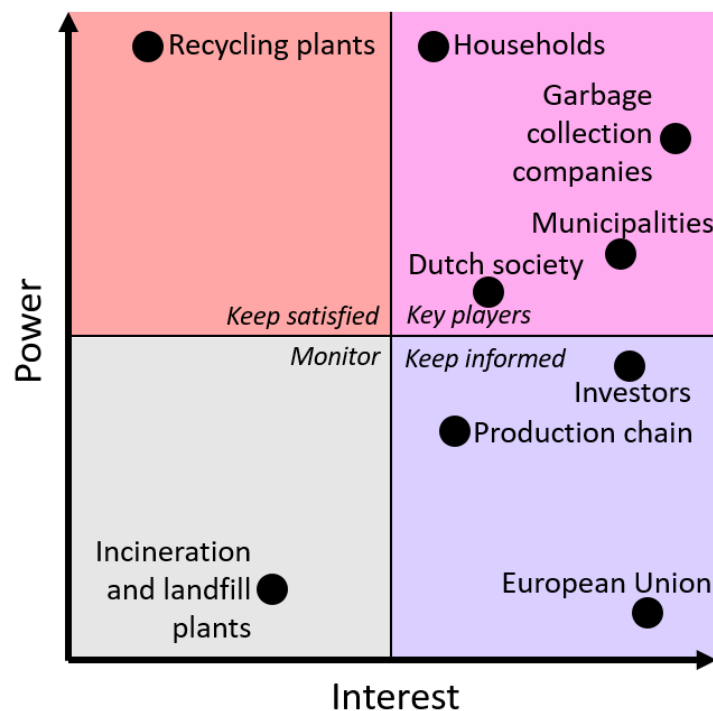 Recycling plants
Households
Garbage
collection
companies
Municipalities
Dutch society
Keep satisfied
Key players
Power
Monitor
Keep informed
Investors
Production chain
Incineration
and landfill
plants
European Union
Interest